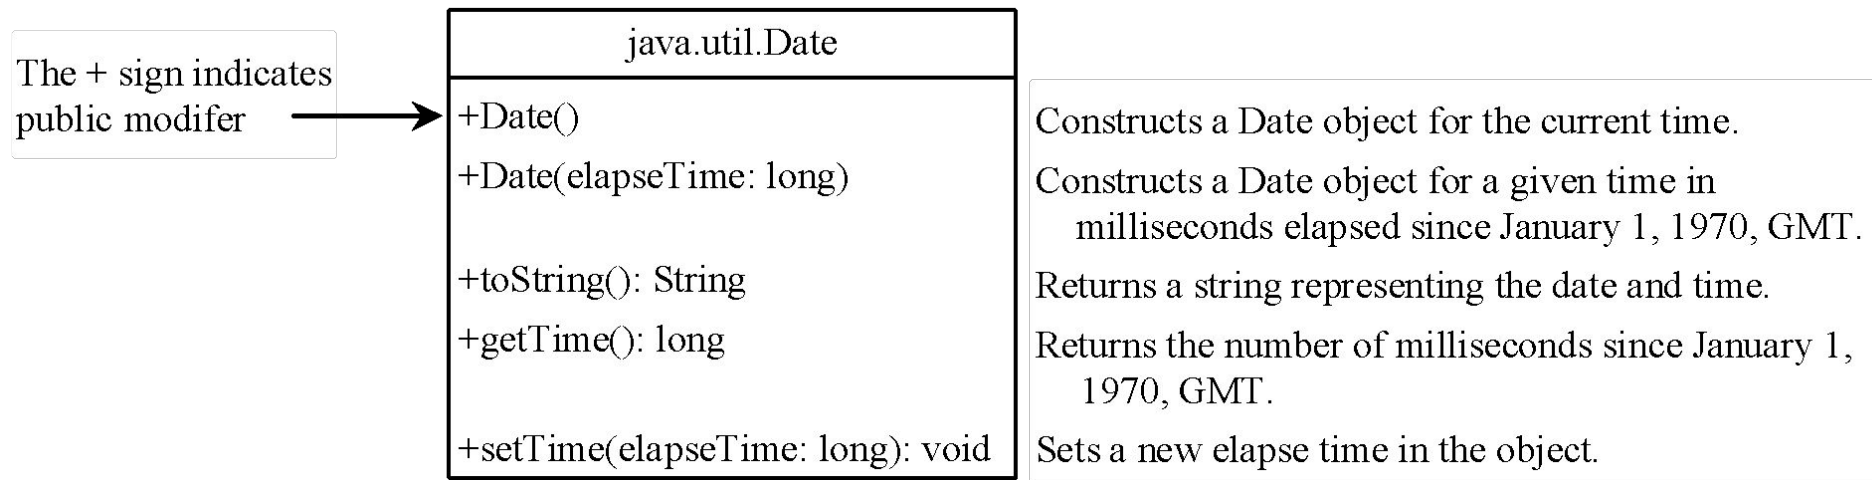 The + sign indicates
public modifer
java.util.Date
+Date()
Constructs a Date object for the current time.
+Date(elapseTime: long)
Constructs a Date object for a given time in
milliseconds elapsed since January 1, 1970, GMT.
+toString(): String
Returns a string representing the date and time.
+getTime(): long
Returns the number of milliseconds since January 1,
1970, GMT.
+setTime(elapseTime: long): void
Sets a new elapse time in the object.